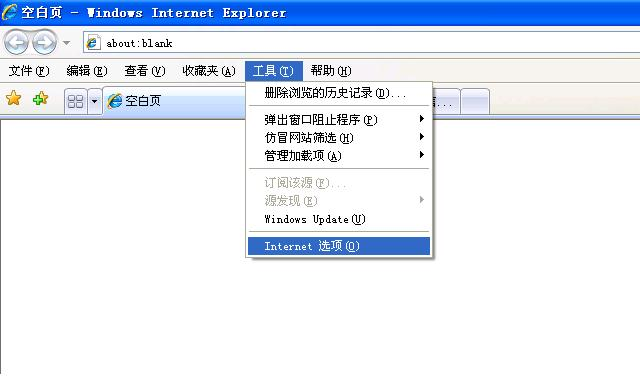 空白页 - Windows Internet Explorer
about:blank
文件(F) 编辑(E) 查看(V) 收藏夹(A) 工具(T) 帮助(H)
空白页
删除浏览的历史记录(D)...
弹出窗口阻止程序(P)
仿冒网站筛选(H)
管理加载项(A)
订阅该源(F)...
源发现(E)
Windows Update(U)
Internet 选项(O)